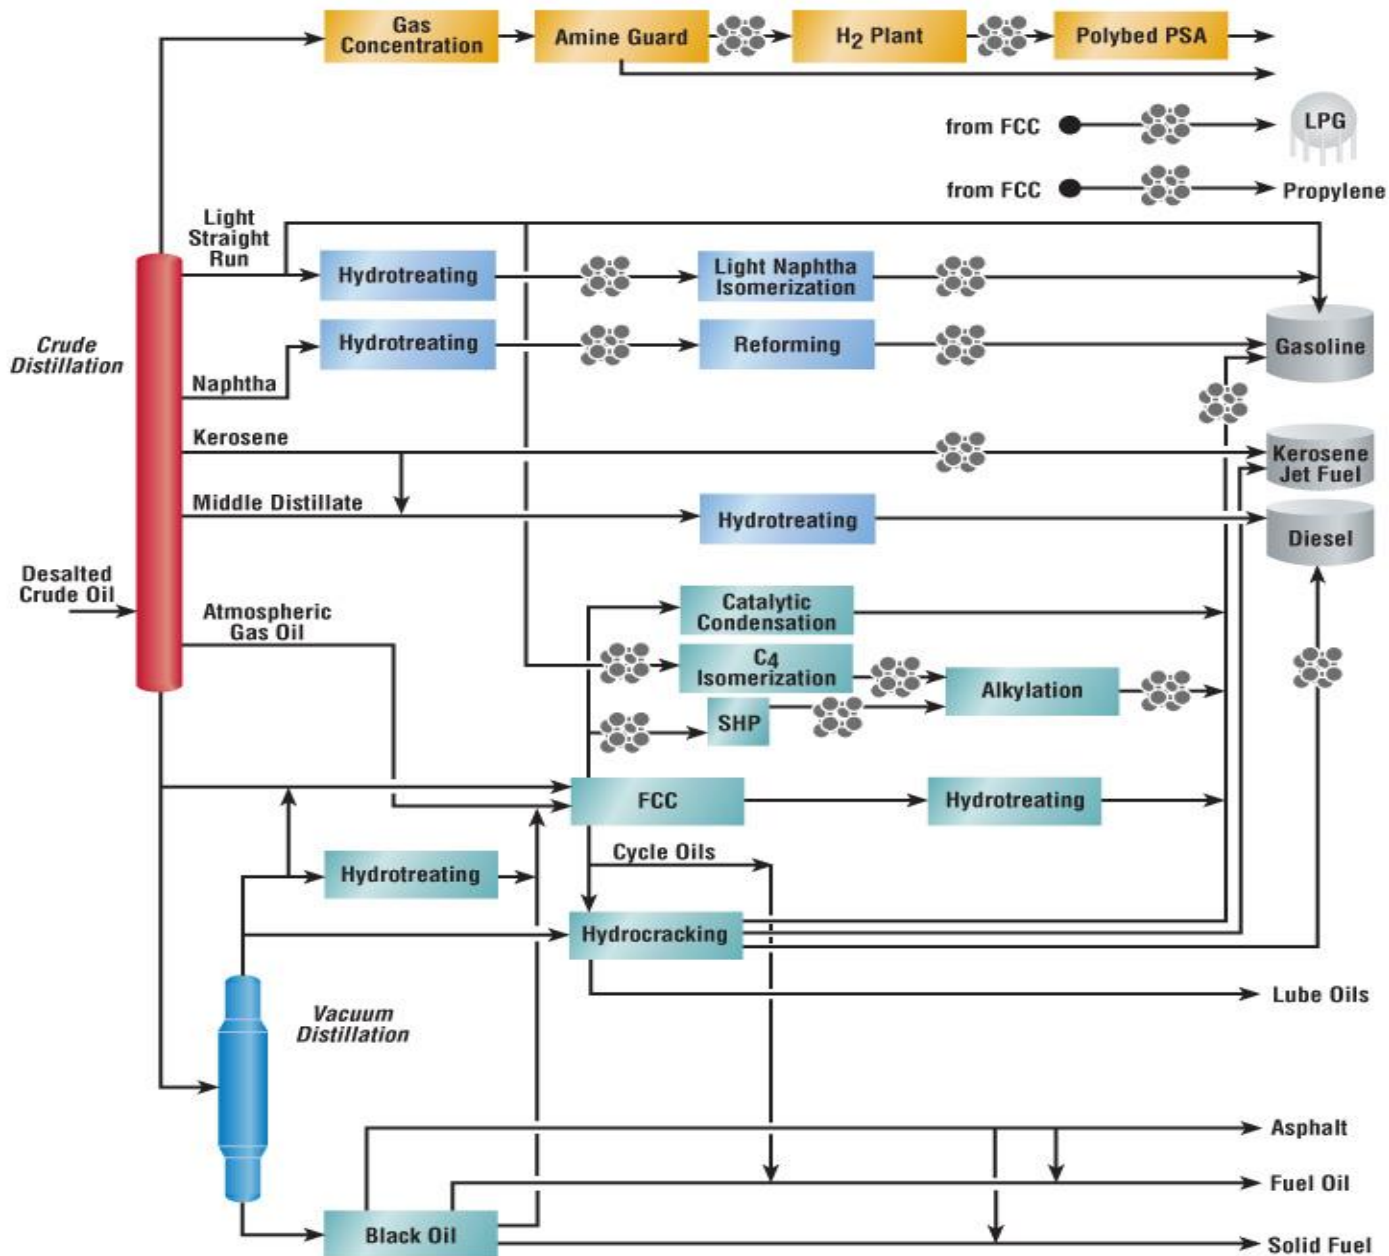 Gas
Concentration
Amine Guard
H2 Plant
Polybed PSA
from FCC
LPG
from FCC
Propylene
Light
Straight
Run
Hydrotreating
Light Naphtha
Isomerization
Crude
Distillation
Hydrotreating
Reforming
Gasoline
Naphtha
Kerosene
Kerosene
Jet Fuel
Middle Distillate
Hydrotreating
Diesel
Desalted
Crude Oil
Atmospheric
Gas Oil
Catalytic
Condensation
C4
Isomerization
Alkylation
SHP
FCC
Hydrotreating
Cycle Oils
Hydrotreating
Hydrocracking
Lube Oils
Vacuum
Distillation
Asphalt
Fuel Oil
Black Oil
Solid Fuel